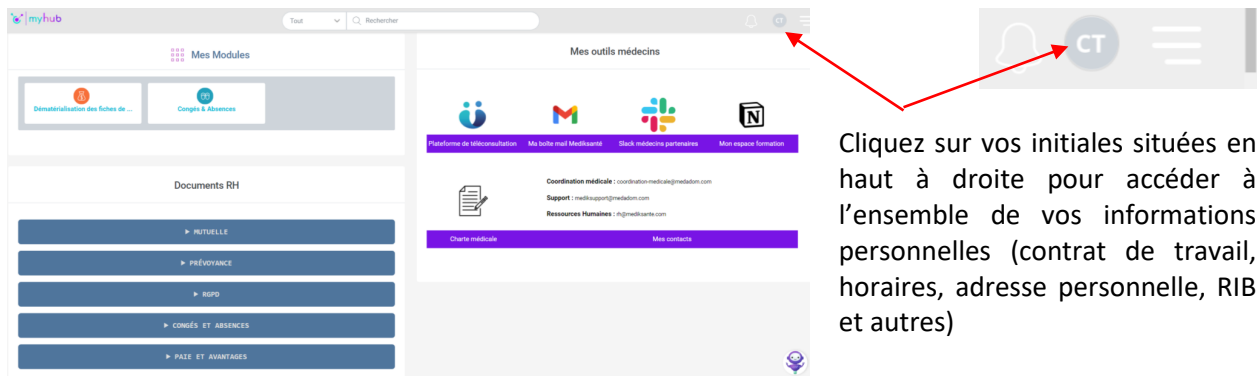 myhub
Tout
Rechercher
CT
Mes Modules
Dématérialisation des fiches de ...
Congés & Absences
Documents RH
▶ MUTUELLE
▶ PRÉVOYANCE
▶ RGPD
▶ CONGÉS ET ABSENCES
▶ PAIE ET AVANTAGES
Mes outils médecins
Plateforme de téléconsultation
Ma boîte mail Mediksanté
Slack médecins partenaires
Mon espace formation
Coordination médicale : coordination-medicale@medadom.com
Support : mediksupport@medadom.com
Ressources Humaines : rh@mediksante.com
Charte médicale
Mes contacts
CT
Cliquez sur vos initiales situées en
haut à droite pour accéder à
l’ensemble de vos informations
personnelles (contrat de travail,
horaires, adresse personnelle, RIB
et autres)